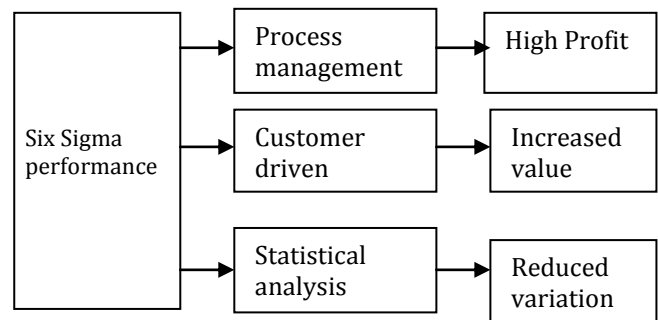 Six Sigma
performance
Process
management
High Profit
Customer
driven
Increased
value
Statistical
analysis
Reduced
variation